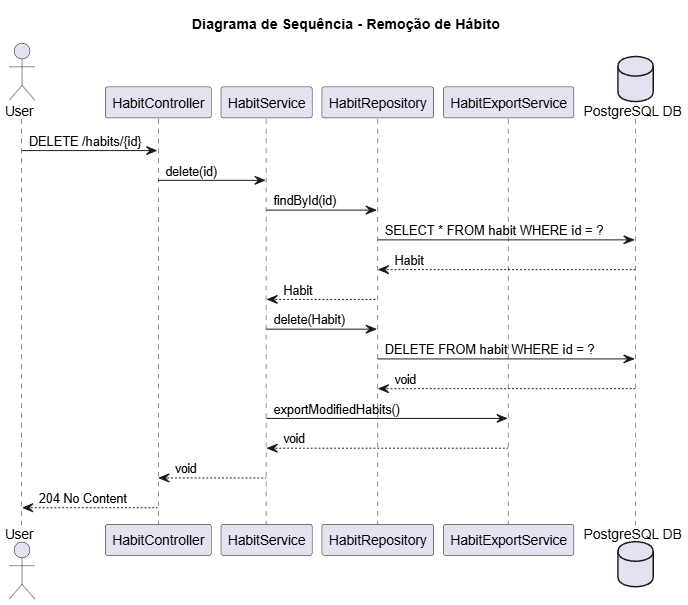 Diagrama de Sequência - Remoção de Hábito
User
HabitController
HabitService
HabitRepository
HabitExportService
PostgreSQL DB
DELETE /habits/{id}
delete(id)
findById(id)
SELECT * FROM habit WHERE id = ?
Habit
Habit
delete(Habit)
DELETE FROM habit WHERE id = ?
void
exportModifiedHabits()
void
void
204 No Content
User
HabitController
HabitService
HabitRepository
HabitExportService
PostgreSQL DB